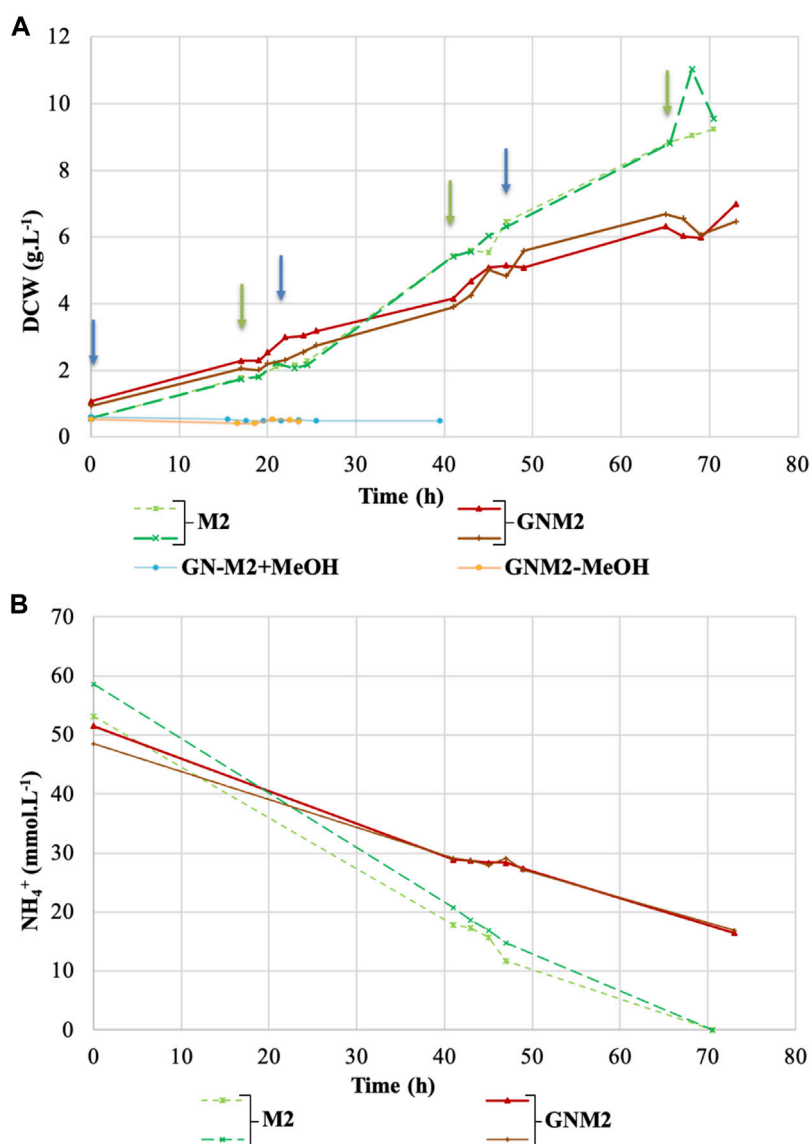 A
12
10
8
6
4
2
0
DCW (g.L⁻¹)
0 10 20 30 40 50 60 70 80
Time (h)
M2 GNM2
GN-M2+MeOH GNM2-MeOH
B
70
60
50
40
30
20
10
0
NH₄⁺ (mmol.L⁻¹)
0 10 20 30 40 50 60 70 80
Time (h)
M2 GNM2